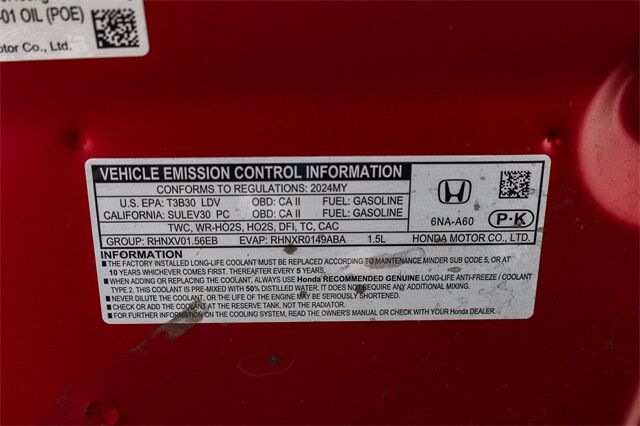 -01 OIL (POE)
otor Co., Ltd.
VEHICLE EMISSION CONTROL INFORMATION
CONFORMS TO REGULATIONS: 2024MY
U.S. EPA: T3B30 LDV OBD: CA II FUEL: GASOLINE
CALIFORNIA: SULEV30 PC OBD: CA II FUEL: GASOLINE
TWC, WR-HO2S, HO2S, DFI, TC, CAC
GROUP: RHNXV01.56EB EVAP: RHNXR0149ABA 1.5L
6NA-A60 P-K
HONDA MOTOR CO., LTD.
INFORMATION
■ THE FACTORY INSTALLED LONG-LIFE COOLANT MUST BE REPLACED ACCORDING TO MAINTENANCE MINDER SUB CODE 5, OR AT
10 YEARS WHICHEVER COMES FIRST. THEREAFTER EVERY 5 YEARS.
■ WHEN ADDING OR REPLACING THE COOLANT, ALWAYS USE Honda RECOMMENDED GENUINE LONG-LIFE ANTI-FREEZE / COOLANT
TYPE 2. THIS COOLANT IS PRE-MIXED WITH 50% DISTILLED WATER. IT DOES NOT REQUIRE ANY ADDITIONAL MIXING.
■ NEVER DILUTE THE COOLANT, OR THE LIFE OF THE ENGINE MAY BE SERIOUSLY SHORTENED.
■ CHECK OR ADD COOLANT AT THE RESERVE TANK, NOT THE RADIATOR.
■ FOR FURTHER INFORMATION ON THE COOLING SYSTEM, READ THE OWNER'S MANUAL OR CHECK WITH YOUR Honda DEALER.